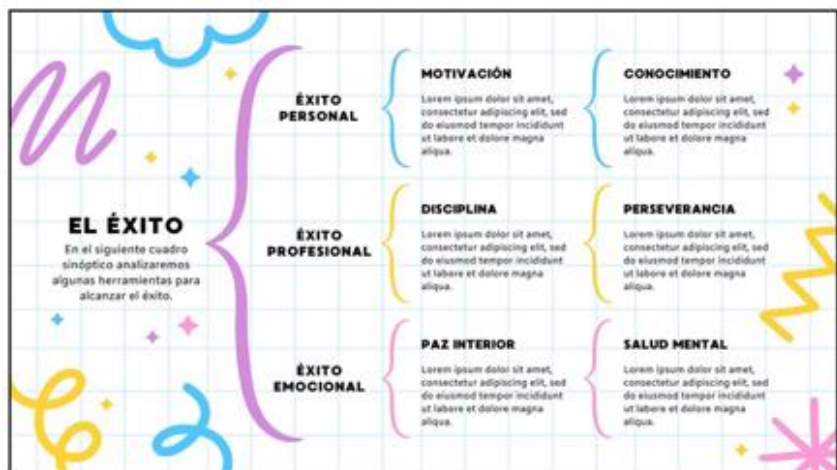 EL ÉXITO
En el siguiente cuadro
sinóptico analizaremos
algunas herramientas para
alcanzar el éxito.
ÉXITO
PERSONAL
MOTIVACIÓN
Lorem ipsum dolor sit amet,
consectetur adipiscing elit, sed
do eiusmod tempor incididunt
ut labore et dolore magna
aliqua.
CONOCIMIENTO
Lorem ipsum dolor sit amet,
consectetur adipiscing elit, sed
do eiusmod tempor incididunt
ut labore et dolore magna
aliqua.
ÉXITO
PROFESIONAL
DISCIPLINA
Lorem ipsum dolor sit amet,
consectetur adipiscing elit, sed
do eiusmod tempor incididunt
ut labore et dolore magna
aliqua.
PERSEVERANCIA
Lorem ipsum dolor sit amet,
consectetur adipiscing elit, sed
do eiusmod tempor incididunt
ut labore et dolore magna
aliqua.
ÉXITO
EMOCIONAL
PAZ INTERIOR
Lorem ipsum dolor sit amet,
consectetur adipiscing elit, sed
do eiusmod tempor incididunt
ut labore et dolore magna
aliqua.
SALUD MENTAL
Lorem ipsum dolor sit amet,
consectetur adipiscing elit, sed
do eiusmod tempor incididunt
ut labore et dolore magna
aliqua.